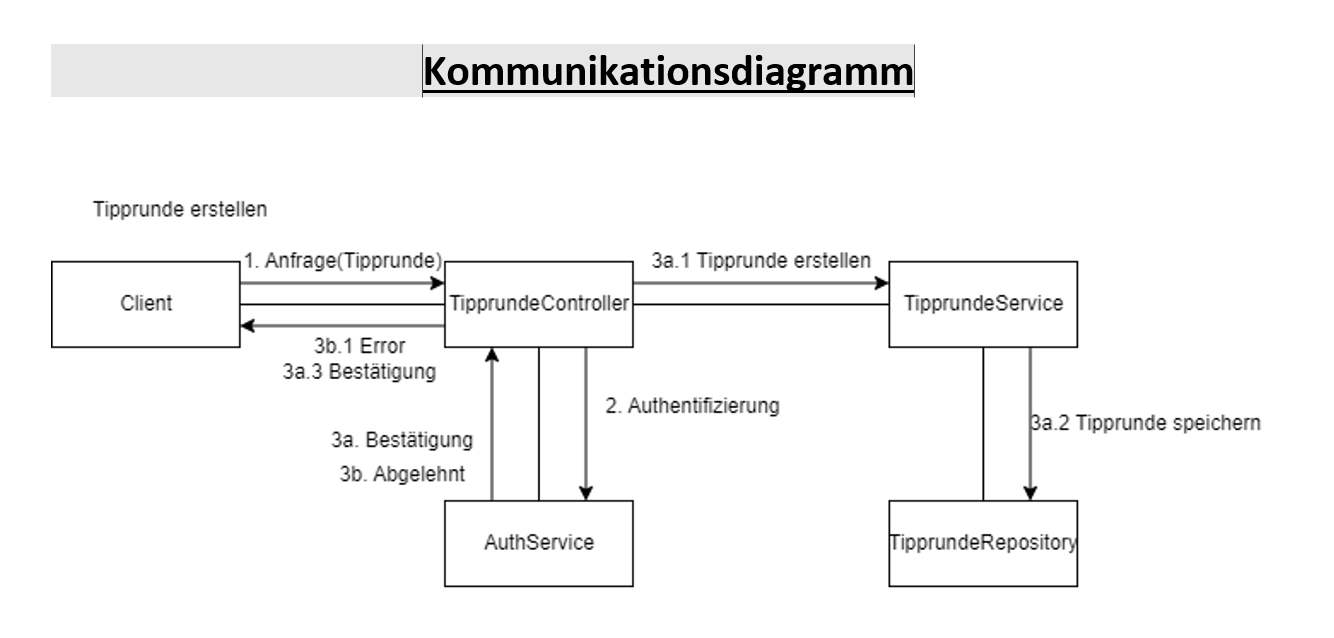 Kommunikationsdiagramm
Tipprunde erstellen
1. Anfrage(Tipprunde)
3a.1 Tipprunde erstellen
Client
TipprundeController
TipprundeService
3b.1 Error
3a.3 Bestätigung
2. Authentifizierung
3a.2 Tipprunde speichern
3a. Bestätigung
3b. Abgelehnt
AuthService
TipprundeRepository